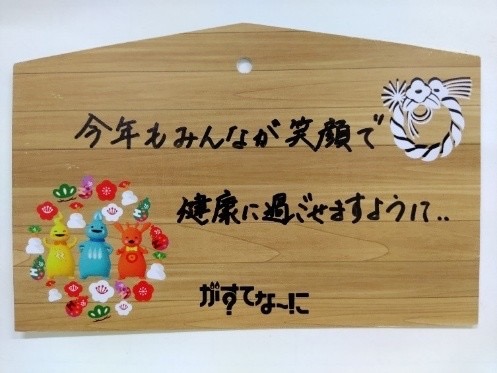 今年もみんなが笑顔で
健康に過ごせますように..
がすてなーに